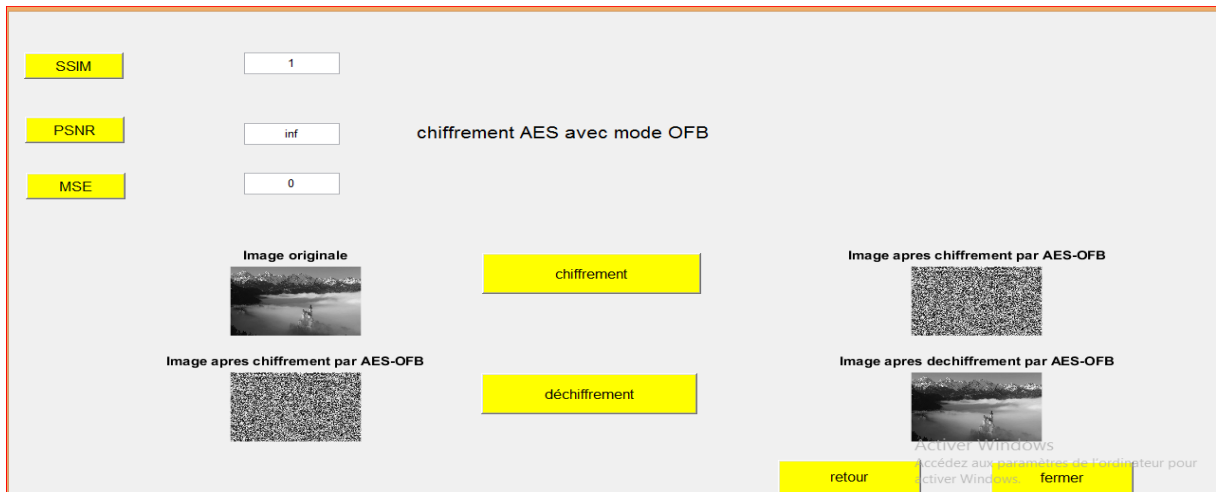 SSIM
1
PSNR
inf
chiffrement AES avec mode OFB
MSE
0
Image originale
chiffrement
Image apres chiffrement par AES-OFB
Image apres chiffrement par AES-OFB
déchiffrement
Image apres dechiffrement par AES-OFB
Activer Windows
Accédez aux paramètres de l'ordinateur pour
activer Windows.
retour
fermer